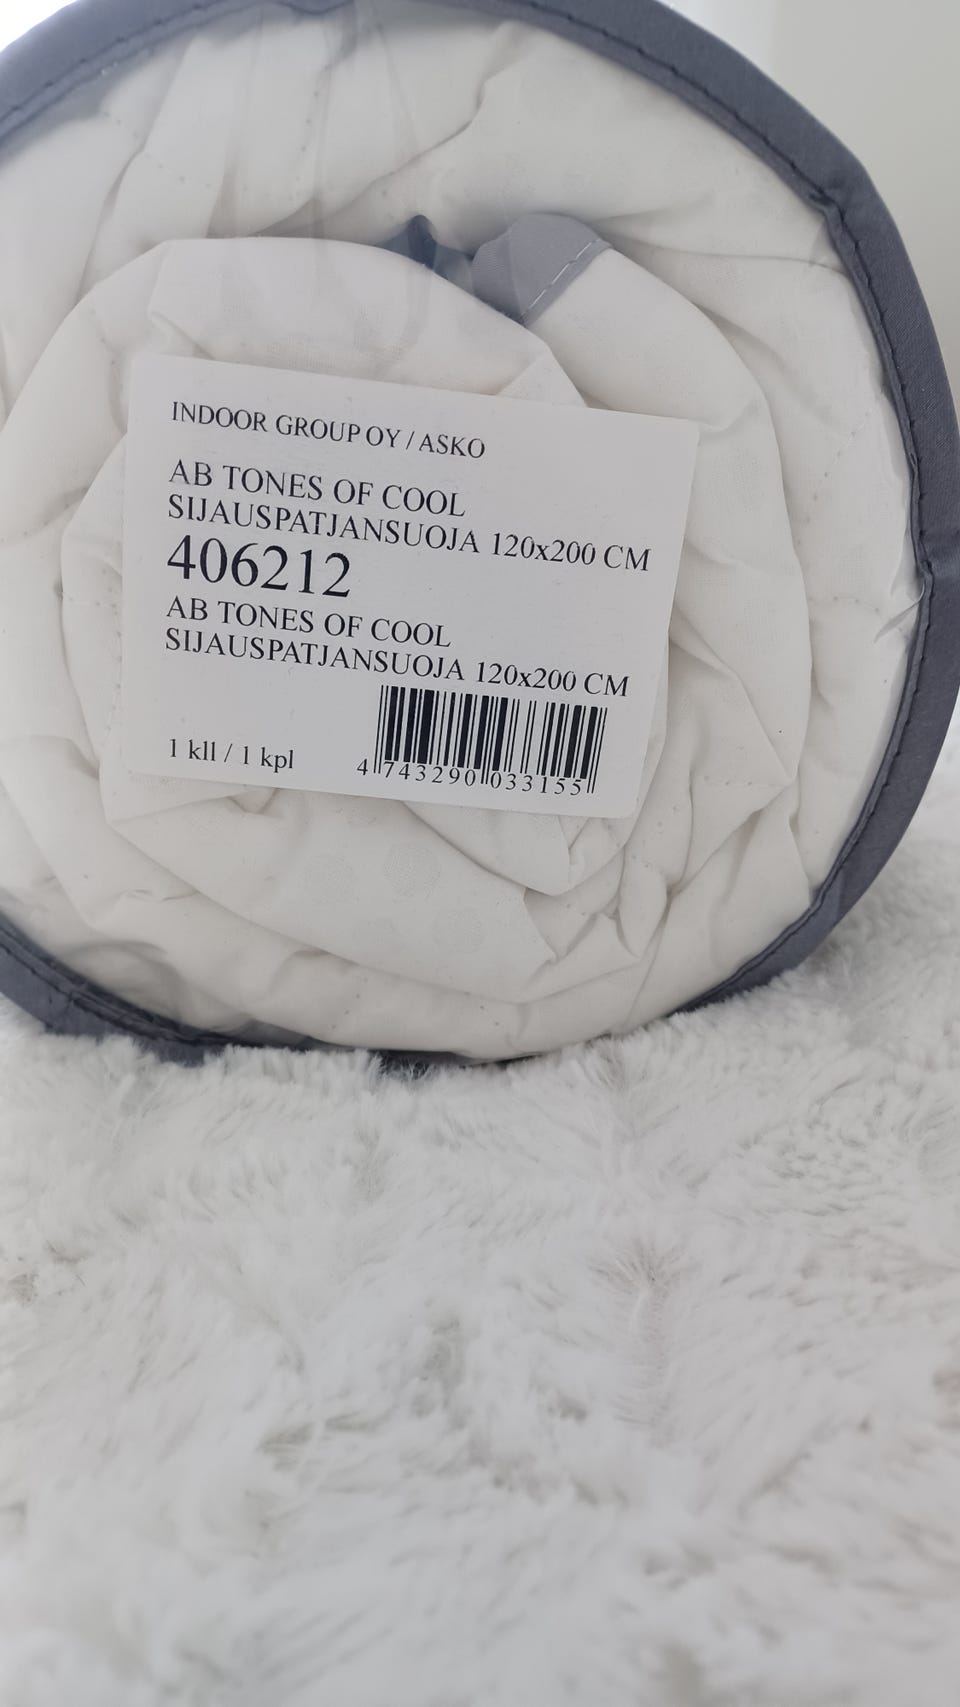 INDOOR GROUP OY / ASKO
AB TONES OF COOL
SIJAUSPATJANSUOJA 120x200 CM
406212
AB TONES OF COOL
SIJAUSPATJANSUOJA 120x200 CM
1 kll / 1 kpl
4 743290 033155